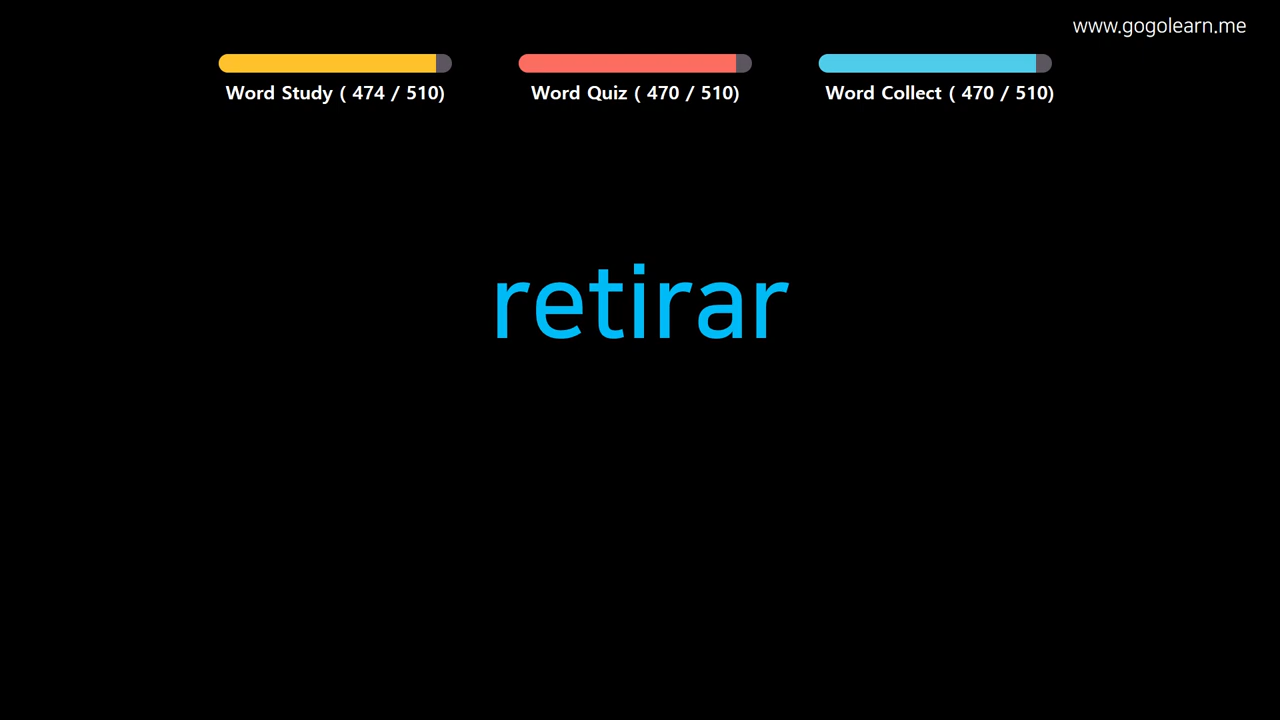 www.gogolearn.me
Word Study ( 474 / 510)
Word Quiz ( 470 / 510)
Word Collect ( 470 / 510)
retirar